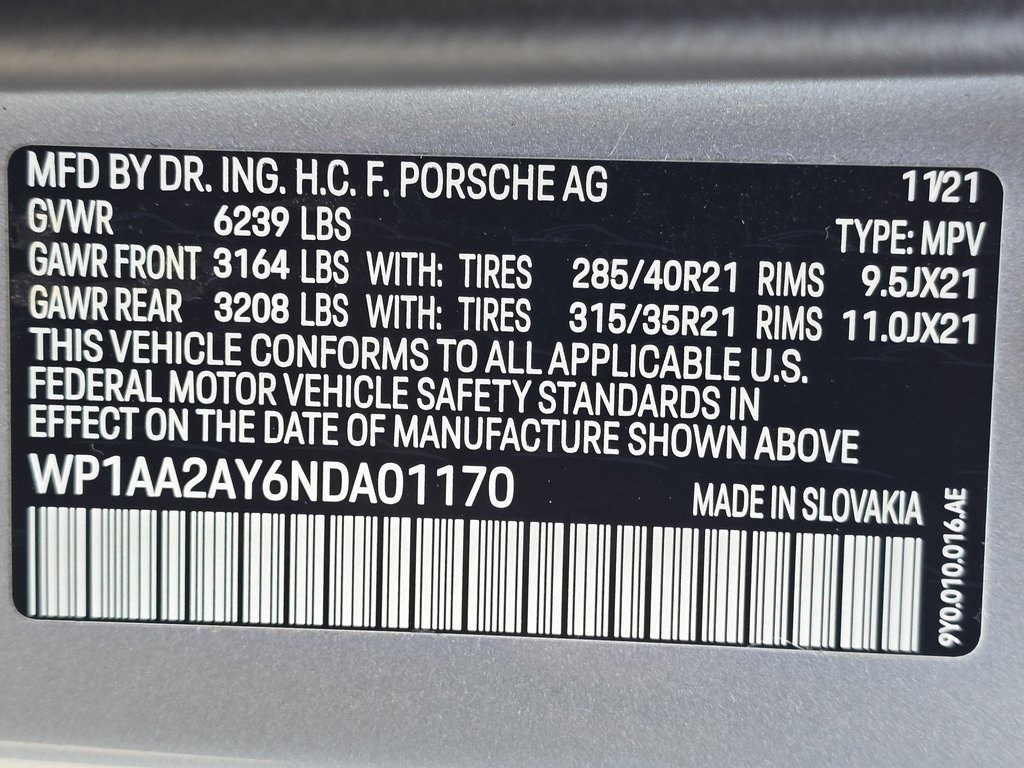 MFD BY DR. ING. H.C. F. PORSCHE AG 11/21
GVWR 6239 LBS TYPE: MPV
GAWR FRONT 3164 LBS WITH: TIRES 285/40R21 RIMS 9.5JX21
GAWR REAR 3208 LBS WITH: TIRES 315/35R21 RIMS 11.0JX21
THIS VEHICLE CONFORMS TO ALL APPLICABLE U.S.
FEDERAL MOTOR VEHICLE SAFETY STANDARDS IN
EFFECT ON THE DATE OF MANUFACTURE SHOWN ABOVE
WP1AA2AY6NDA01170 MADE IN SLOVAKIA
9Y0.010.016.AE